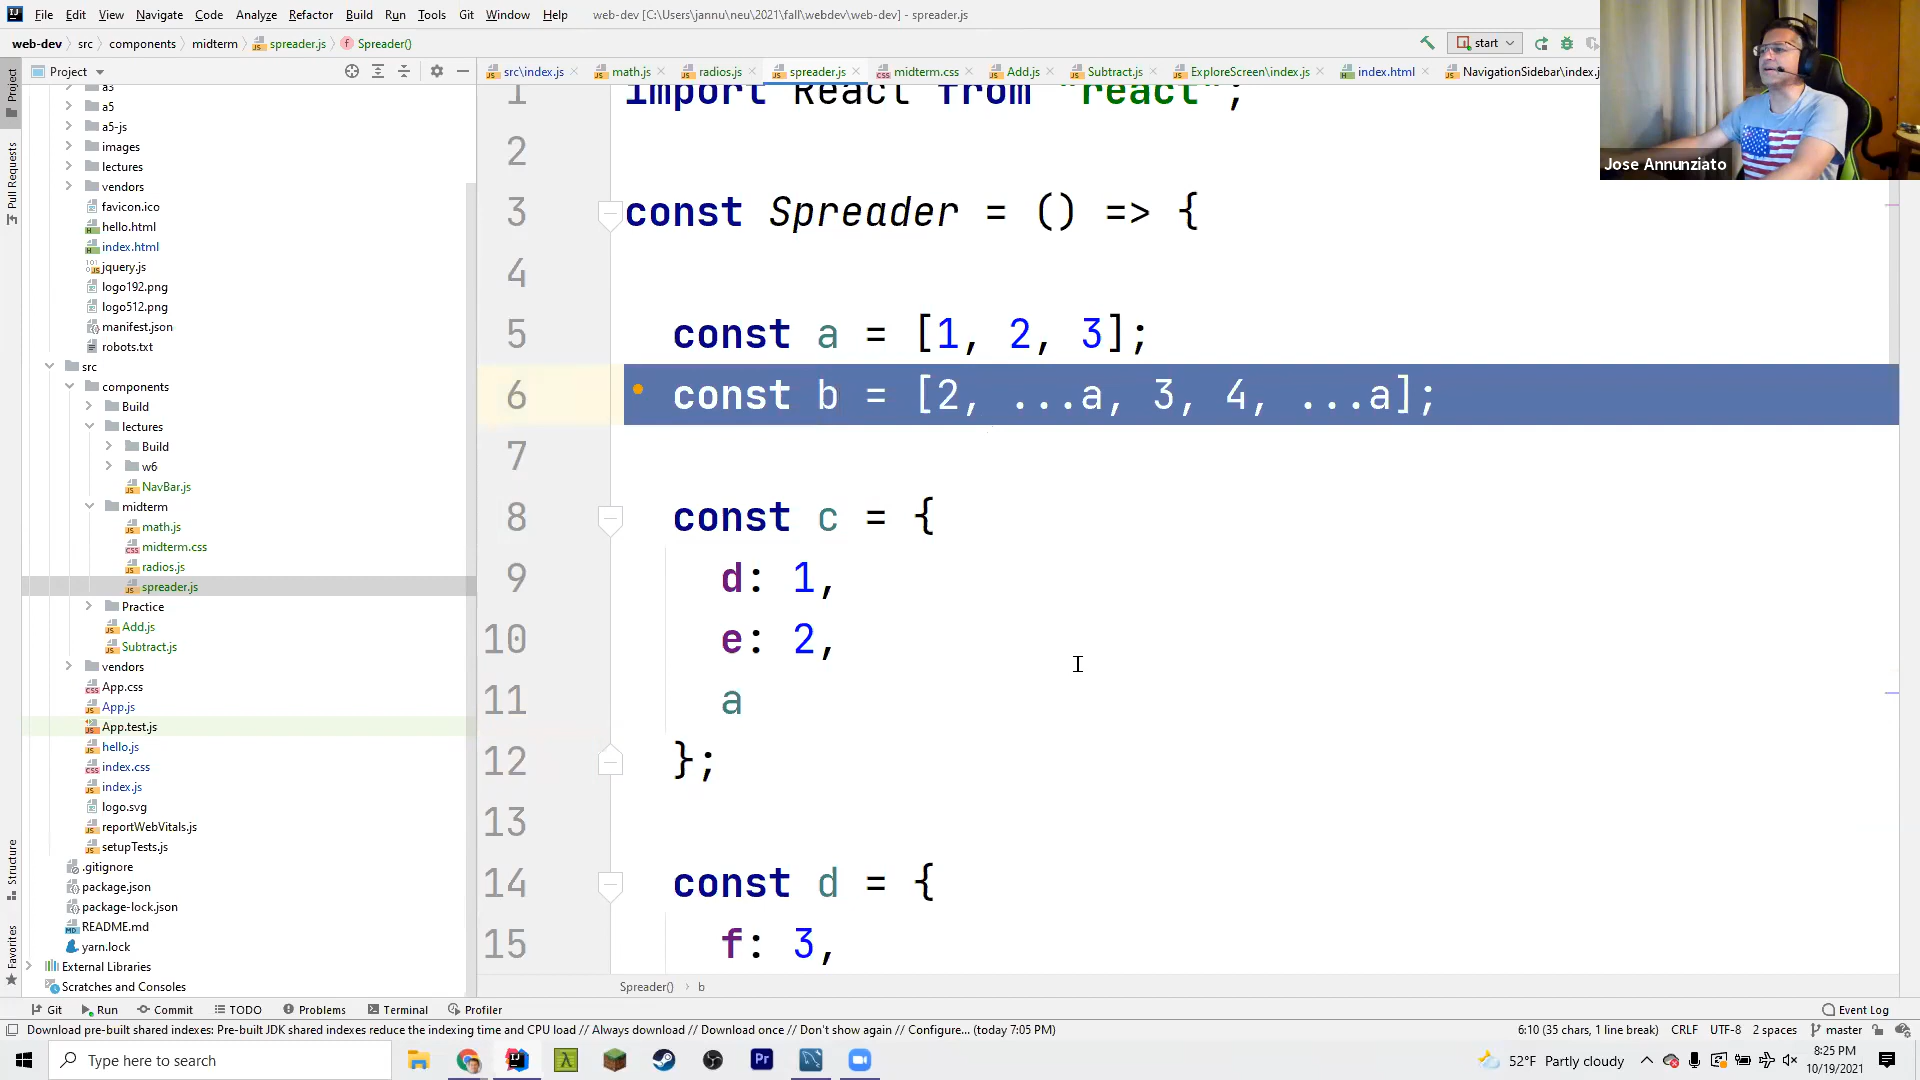 File Edit View Navigate Code Analyze Refactor Build Run Tools Git Window Help web-dev [C:\Users\jannu\neu\2021\fall\webdev\web-dev] - spreader.js
web-dev src components midterm spreader.js Spreader() start
Project src\index.js math.js radios.js spreader.js midterm.css Add.js Subtract.js ExploreScreen\index.js index.html NavigationSidebar\index.j
Project
Pull Requests
Structure
Favorites
a3
a5
a5-js
images
lectures
vendors
favicon.ico
hello.html
index.html
jquery.js
logo192.png
logo512.png
manifest.json
robots.txt
src
components
Build
lectures
Build
w6
NavBar.js
midterm
math.js
midterm.css
radios.js
spreader.js
Practice
Add.js
Subtract.js
vendors
App.css
App.js
App.test.js
hello.js
index.css
index.js
logo.svg
reportWebVitals.js
setupTests.js
.gitignore
package.json
package-lock.json
README.md
yarn.lock
External Libraries
Scratches and Consoles
1 import React from "react";
2
3 const Spreader = () => {
4
5 const a = [1, 2, 3];
6 const b = [2, ...a, 3, 4, ...a];
7
8 const c = {
9 d: 1,
10 e: 2,
11 a
12 };
13
14 const d = {
15 f: 3,
Jose Annunziato
Spreader() b
Git Run Commit TODO Problems Terminal Profiler Event Log
Download pre-built shared indexes: Pre-built JDK shared indexes reduce the indexing time and CPU load // Always download // Download once // Don't show again // Configure... (today 7:05 PM) 6:10 (35 chars, 1 line break) CRLF UTF-8 2 spaces master
Type here to search Pr 52°F Partly cloudy 8:25 PM
10/19/2021